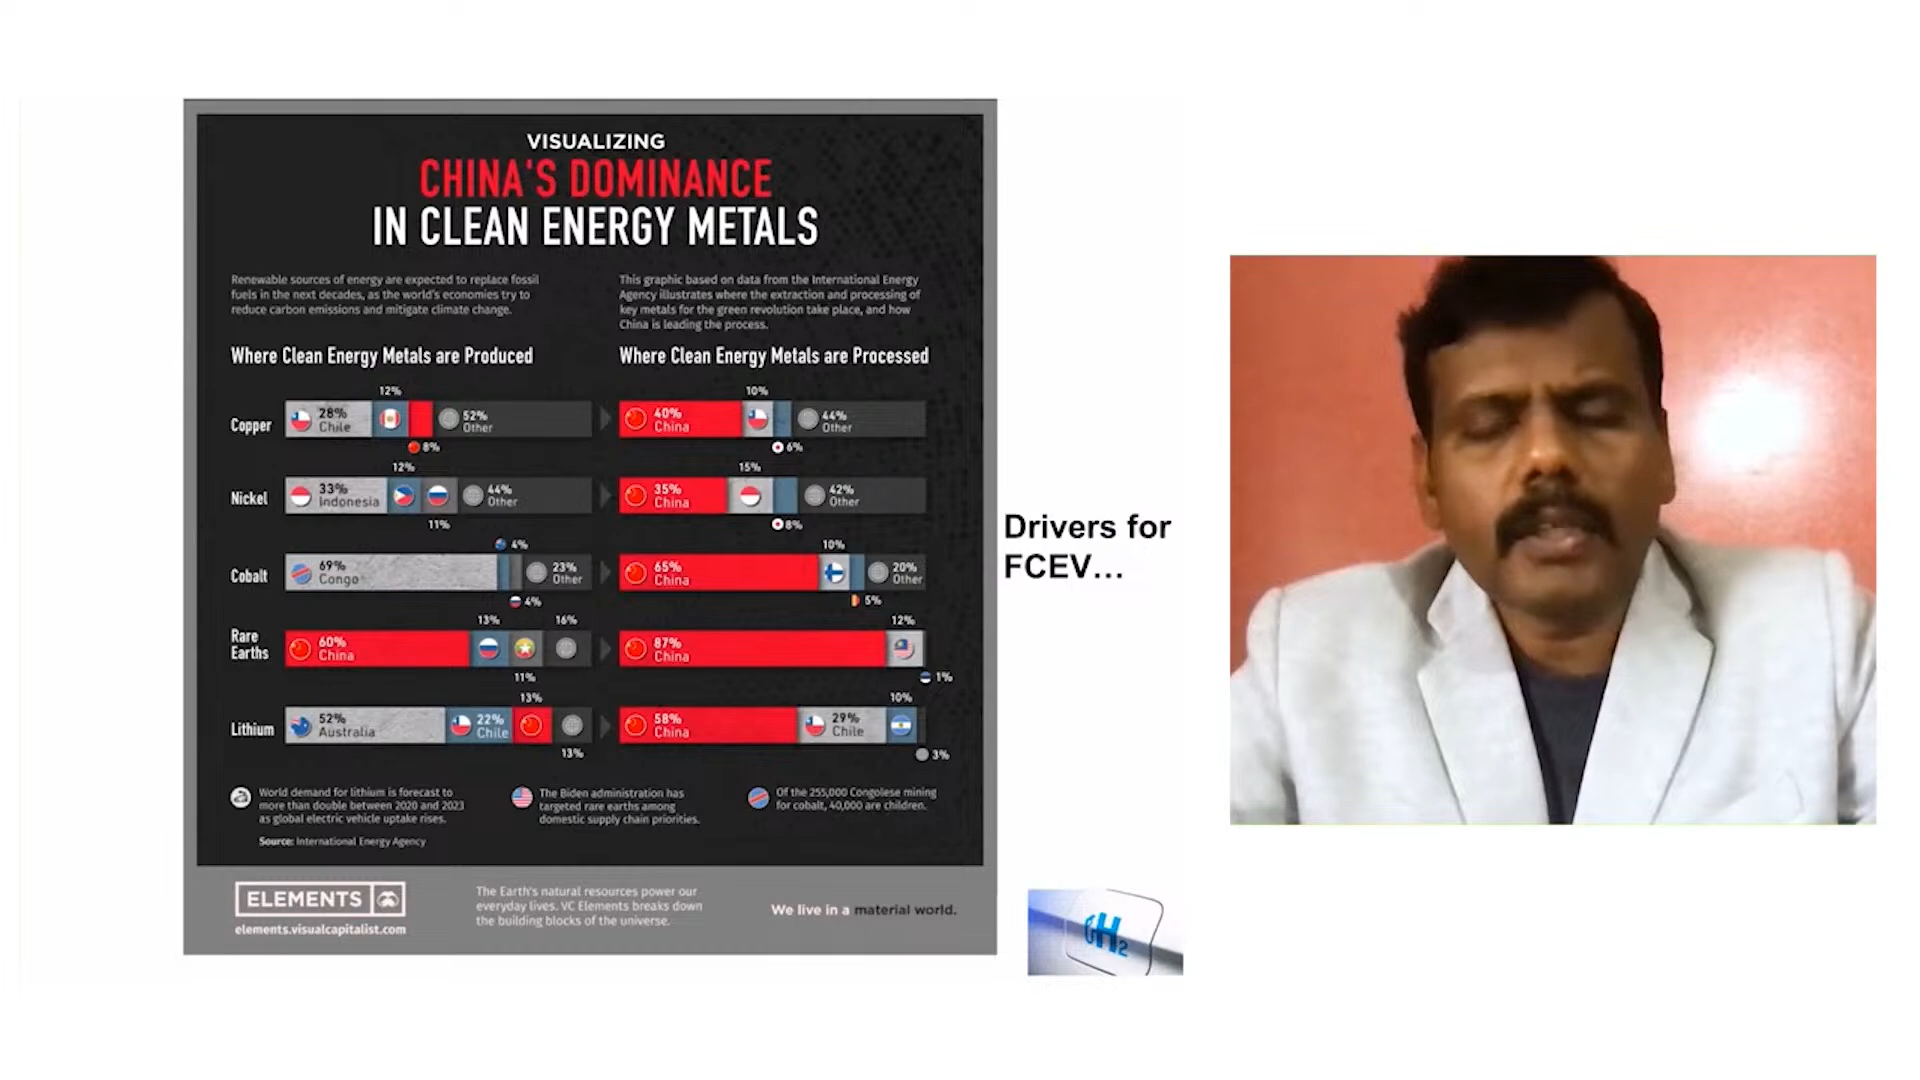 VISUALIZING
CHINA'S DOMINANCE
IN CLEAN ENERGY METALS
Renewable sources of energy are expected to replace fossil
fuels in the next decades, as the world's economies try to
reduce carbon emissions and mitigate climate change.
This graphic based on data from the International Energy
Agency illustrates where the extraction and processing of
key metals for the green revolution take place, and how
China is leading the process.
Where Clean Energy Metals are Produced
Where Clean Energy Metals are Processed
Copper
28%
Chile
12%
8%
52%
Other
40%
China
10%
6%
44%
Other
Nickel
33%
Indonesia
12%
11%
44%
Other
35%
China
15%
8%
42%
Other
Cobalt
69%
Congo
4%
4%
23%
Other
65%
China
10%
5%
20%
Other
Rare
Earths
60%
China
13%
11%
16%
87%
China
12%
1%
Lithium
52%
Australia
22%
Chile
13%
13%
58%
China
29%
Chile
10%
3%
World demand for lithium is forecast to
more than double between 2020 and 2023
as global electric vehicle uptake rises.
The Biden administration has
targeted rare earths among
domestic supply chain priorities.
Of the 255,000 Congolese mining
for cobalt, 40,000 are children.
Source: International Energy Agency
ELEMENTS
elements.visualcapitalist.com
The Earth's natural resources power our
everyday lives. VC Elements breaks down
the building blocks of the universe.
We live in a material world.
Drivers for
FCEV...
H2